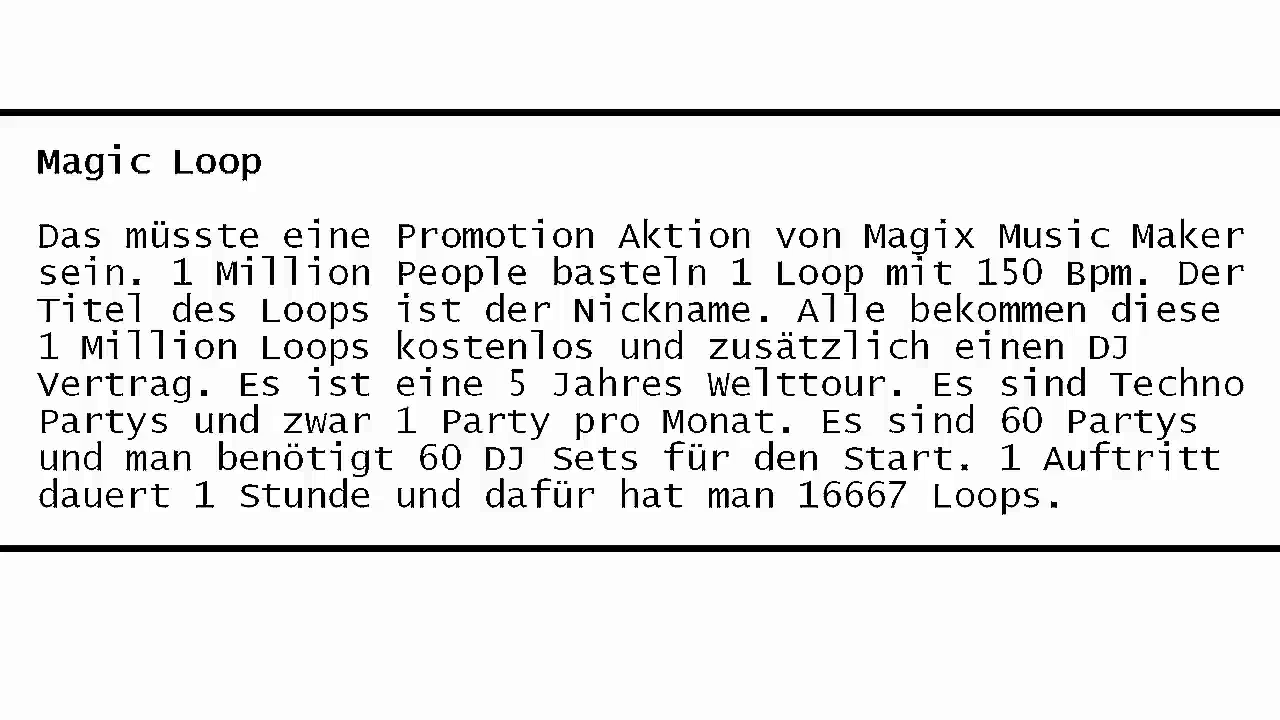 Magic Loop
Das müsste eine Promotion Aktion von Magix Music Maker
sein. 1 Million People basteln 1 Loop mit 150 Bpm. Der
Titel des Loops ist der Nickname. Alle bekommen diese
1 Million Loops kostenlos und zusätzlich einen DJ
Vertrag. Es ist eine 5 Jahres Welttour. Es sind Techno
Partys und zwar 1 Party pro Monat. Es sind 60 Partys
und man benötigt 60 DJ Sets für den Start. 1 Auftritt
dauert 1 Stunde und dafür hat man 16667 Loops.